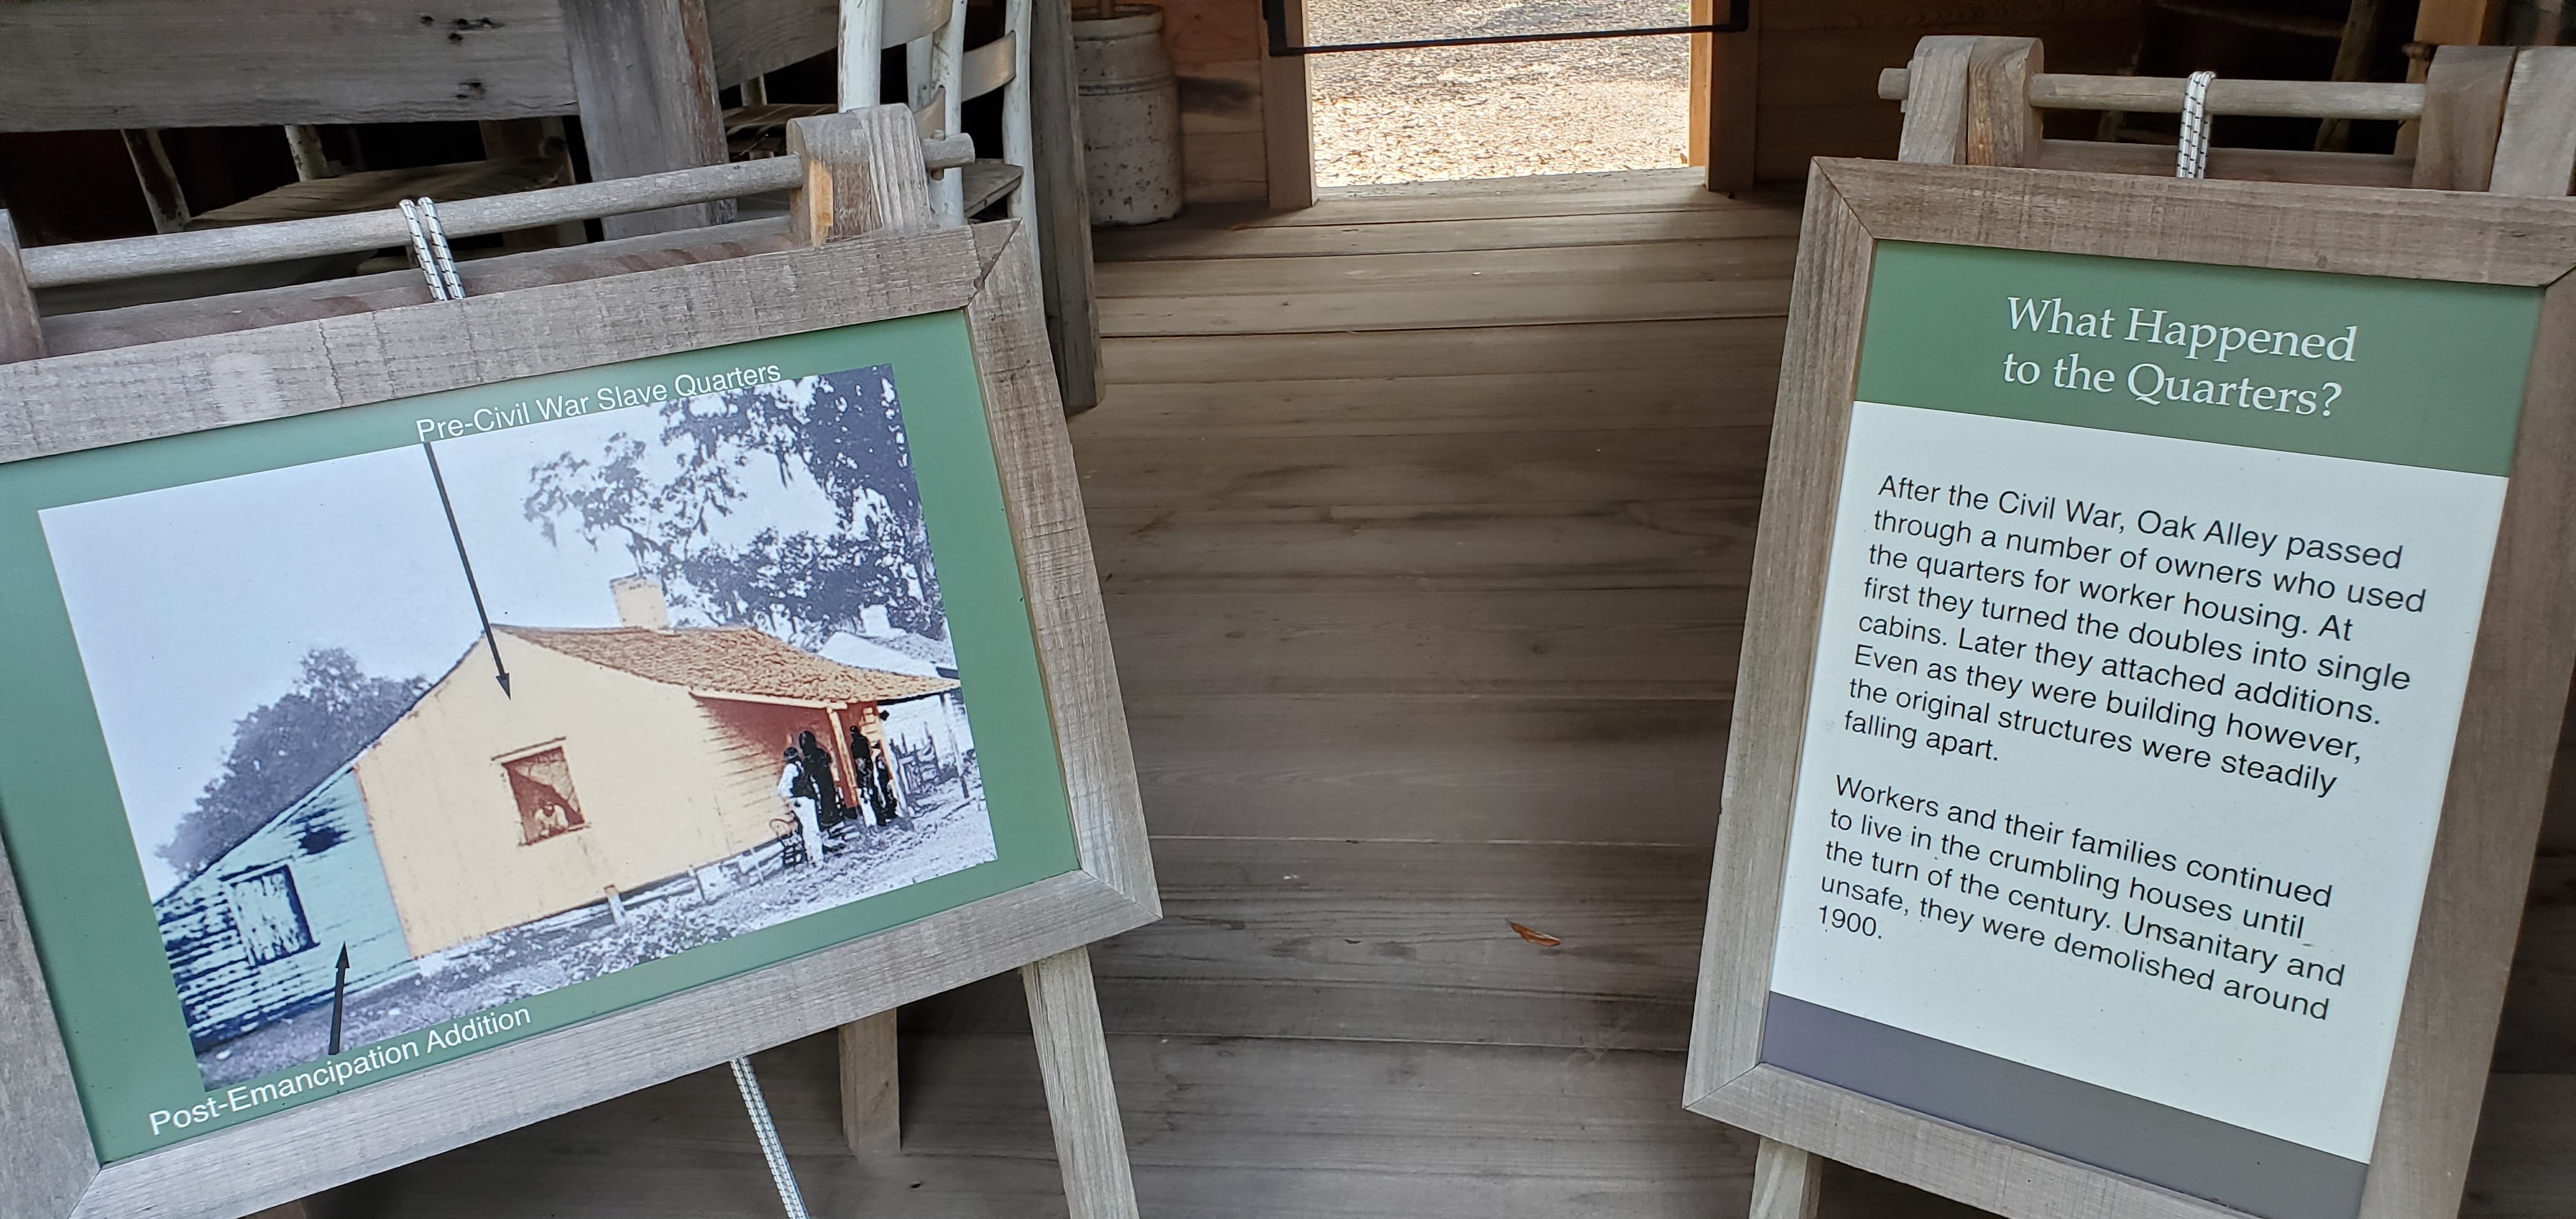 Pre-Civil War Slave Quarters
Post-Emancipation Addition
What Happened
to the Quarters?
After the Civil War, Oak Alley passed
through a number of owners who used
the quarters for worker housing. At
first they turned the doubles into single
cabins. Later they attached additions.
Even as they were building however,
the original structures were steadily
falling apart.
Workers and their families continued
to live in the crumbling houses until
the turn of the century. Unsanitary and
unsafe, they were demolished around
1900.